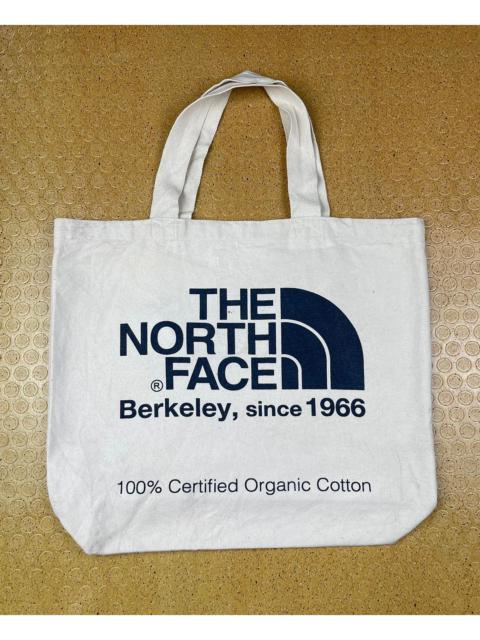 THE
NORTH
®FACE
Berkeley, since 1966
100% Certified Organic Cotton